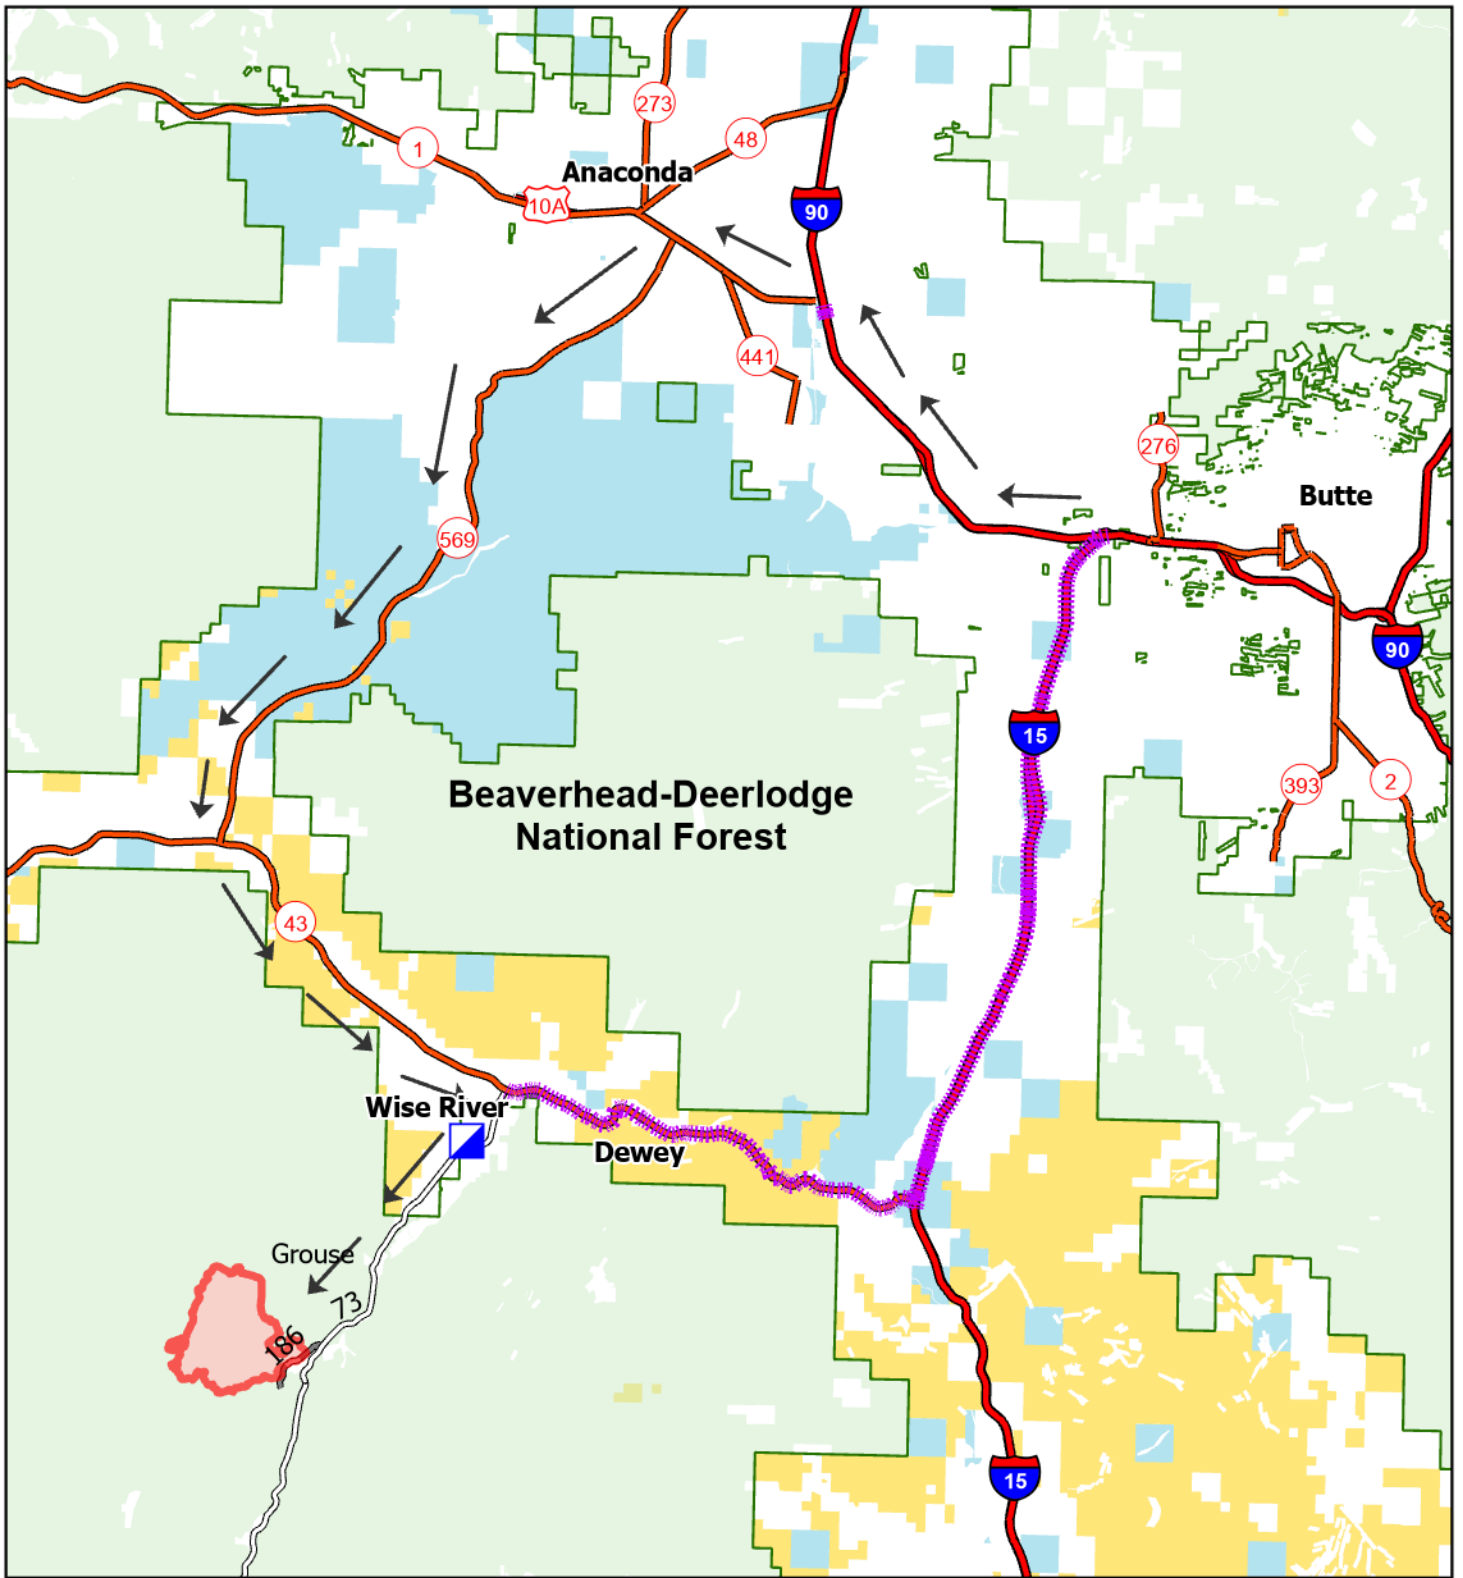 273
48
1
Anaconda
10A
90
441
276
Butte
569
90
15
393
2
Beaverhead-Deerlodge
National Forest
43
Wise River
Dewey
Grouse
73
186
15